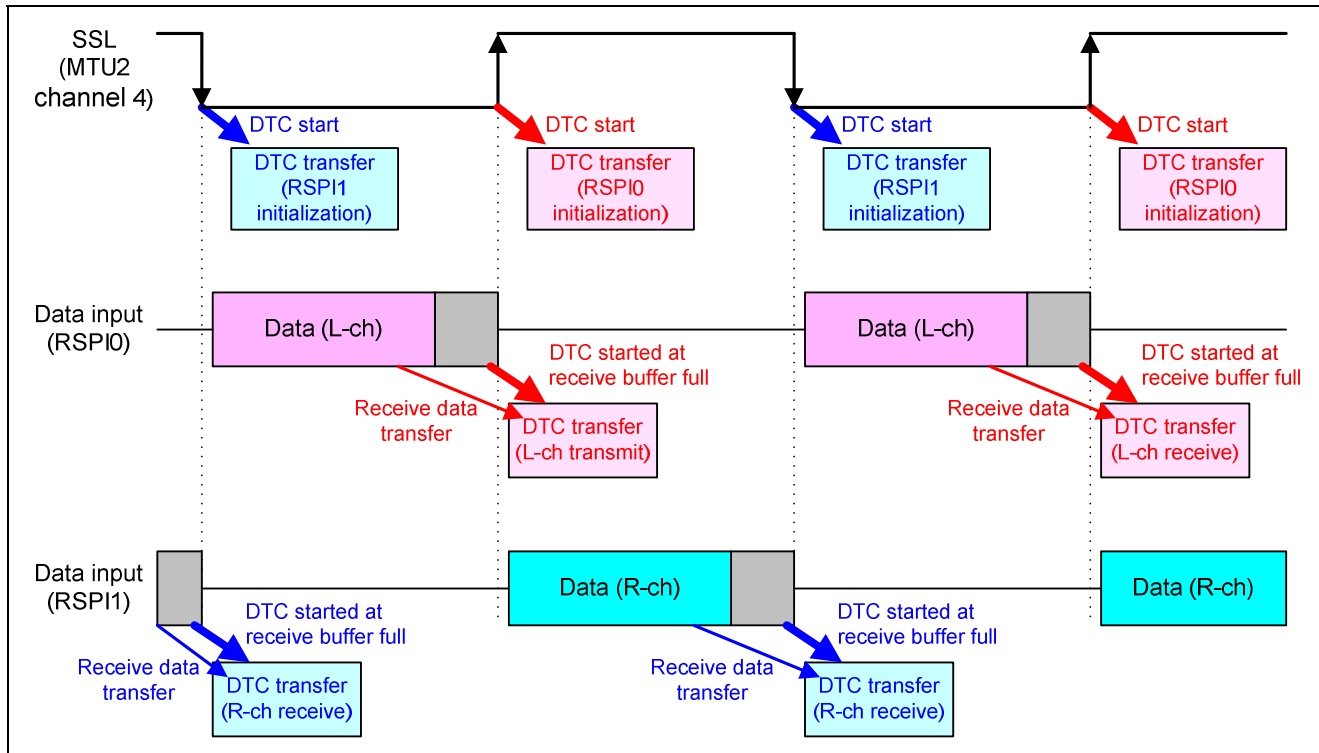 SSL
(MTU2
channel 4)
DTC start
DTC start
DTC start
DTC start
DTC transfer
(RSPI1
initialization)
DTC transfer
(RSPI0
initialization)
DTC transfer
(RSPI1
initialization)
DTC transfer
(RSPI0
initialization)
Data input
(RSPI0)
Data (L-ch)
DTC started at
receive buffer full
Receive data
transfer
DTC transfer
(L-ch transmit)
Data (L-ch)
DTC started at
receive buffer full
Receive data
transfer
DTC transfer
(L-ch receive)
Data input
(RSPI1)
DTC started at
receive buffer full
Receive data
transfer
DTC transfer
(R-ch receive)
Data (R-ch)
DTC started at
receive buffer full
Receive data
transfer
DTC transfer
(R-ch receive)
Data (R-ch)